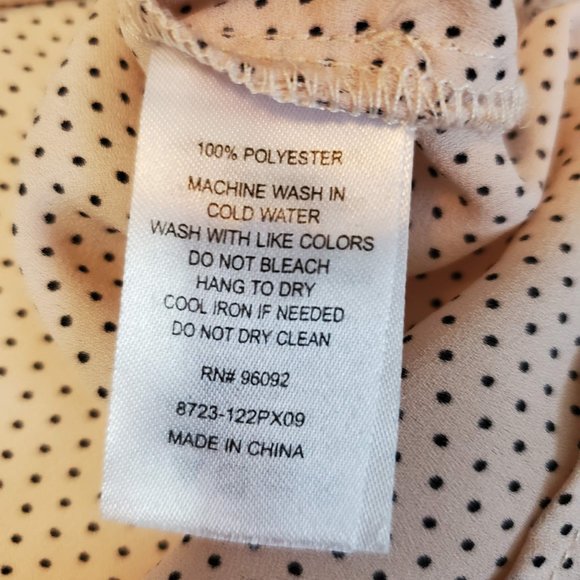 100% POLYESTER
MACHINE WASH IN
COLD WATER
WASH WITH LIKE COLORS
DO NOT BLEACH
HANG TO DRY
COOL IRON IF NEEDED
DO NOT DRY CLEAN
RN# 96092
8723-122PX09
MADE IN CHINA